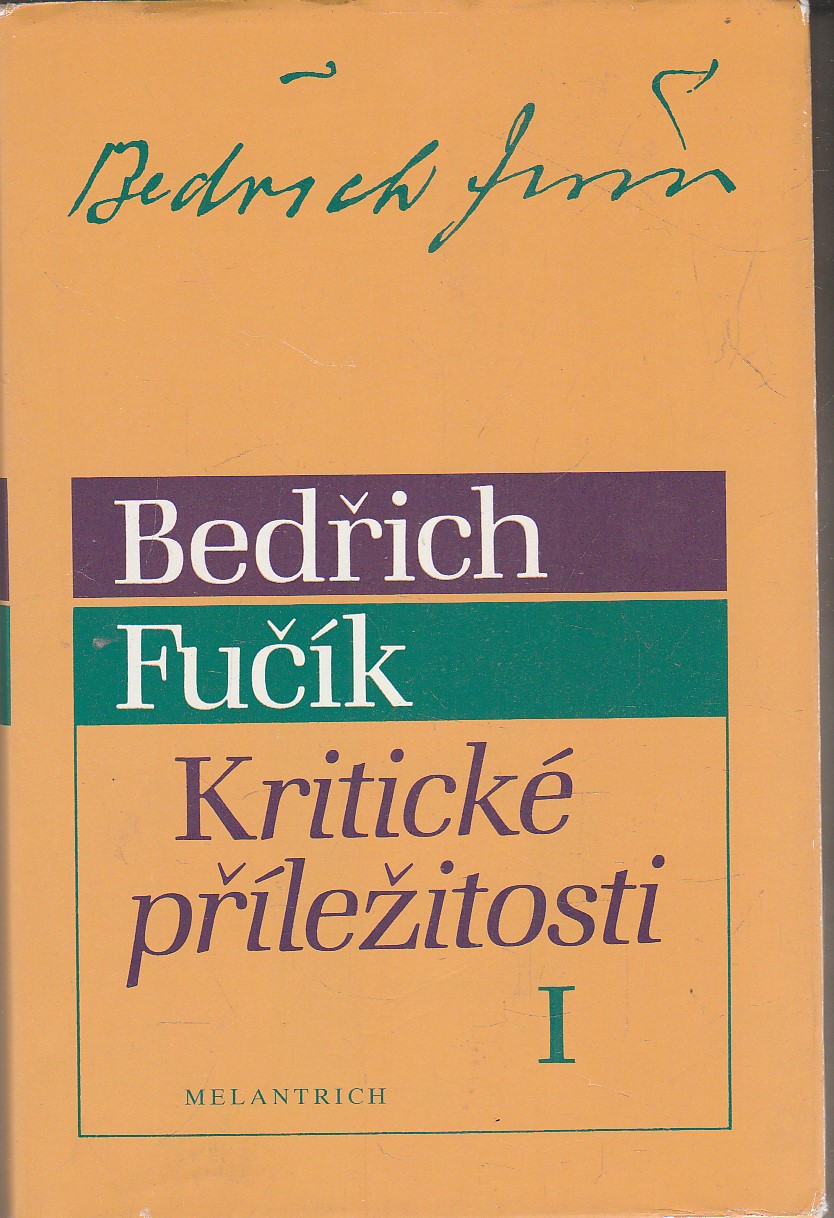 Bedřich Fučík
Bedřich
Fučík
Kritické
příležitosti
I
MELANTRICH